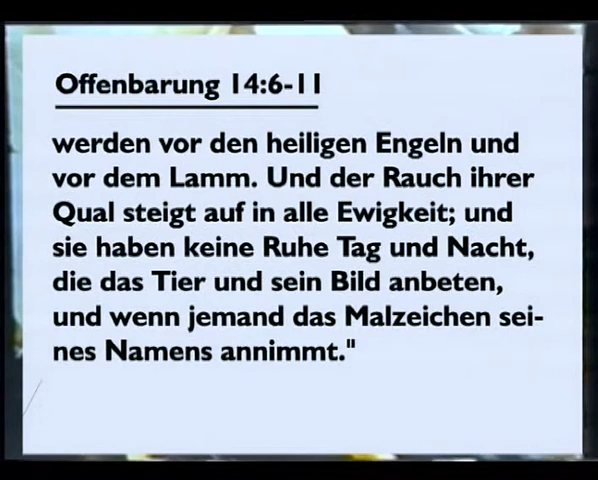 Offenbarung 14:6-11
werden vor den heiligen Engeln und
vor dem Lamm. Und der Rauch ihrer
Qual steigt auf in alle Ewigkeit; und
sie haben keine Ruhe Tag und Nacht,
die das Tier und sein Bild anbeten,
und wenn jemand das Malzeichen sei-
nes Namens annimmt."